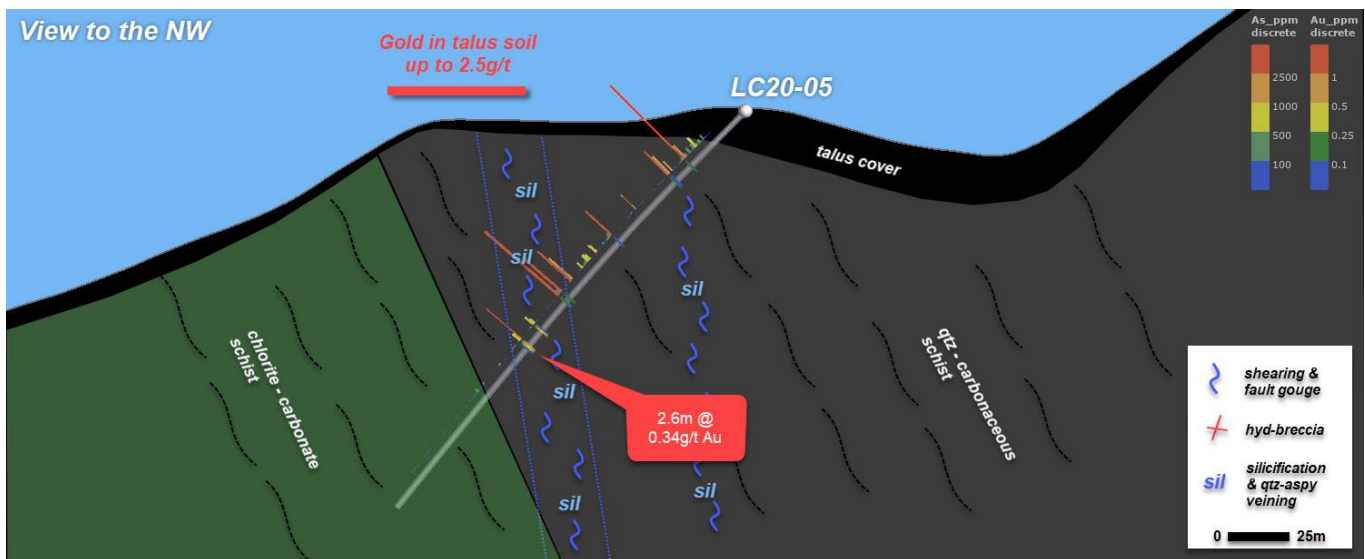 View to the NW
Gold in talus soil
up to 2.5g/t
LC20-05
As_ppm
discrete
2500
1000
500
100
Au_ppm
discrete
1
0.5
0.25
0.1
talus cover
sil
sil
sil
sil
sil
sil
chlorite - carbonate
schist
qtz - carbonaceous
schist
2.6m @
0.34g/t Au
shearing &
fault gouge
hyd-breccia
sil
silicification
& qtz-aspy
veining
0
25m